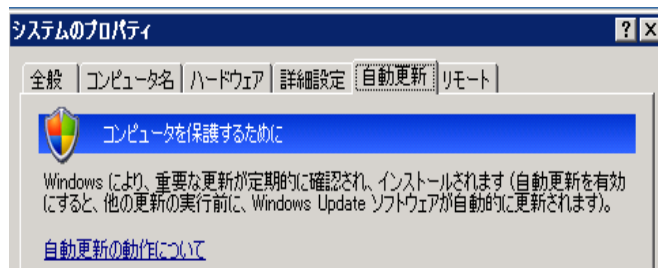 システムのプロパティ
全般 コンピュータ名 ハードウェア 詳細設定 自動更新 リモート
コンピュータを保護するために
Windows により、重要な更新が定期的に確認され、インストールされます (自動更新を有効
にすると、他の更新の実行前に、Windows Update ソフトウェアが自動的に更新されます)。
自動更新の動作について